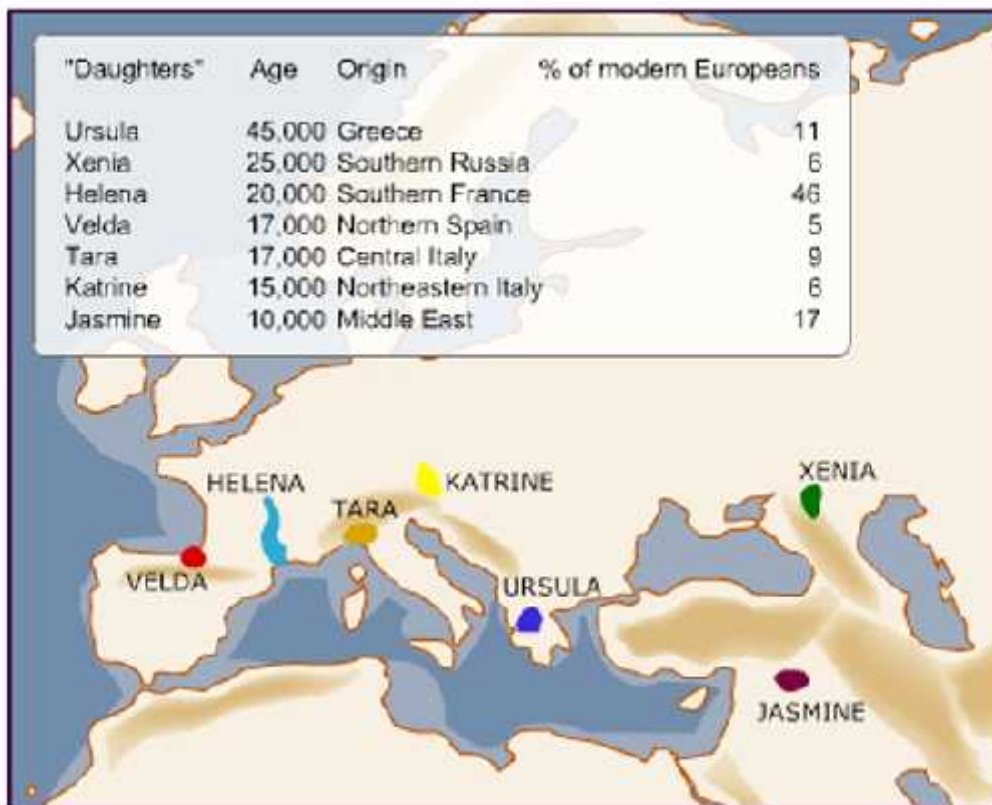 "Daughters" Age Origin % of modern Europeans
Ursula 45,000 Greece 11
Xenia 25,000 Southern Russia 6
Helena 20,000 Southern France 46
Velda 17,000 Northern Spain 5
Tara 17,000 Central Italy 9
Katrine 15,000 Northeastern Italy 6
Jasmine 10,000 Middle East 17
XENIA
HELENA
KATRINE
TARA
VELDA
URSULA
JASMINE